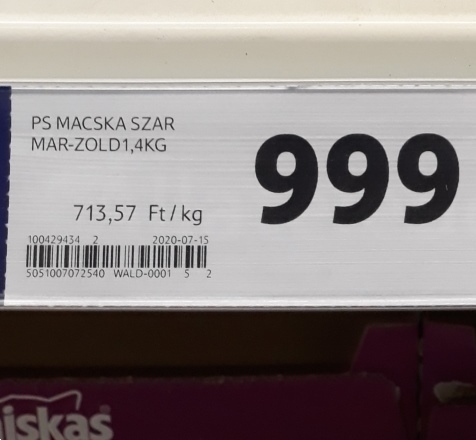 PS MACSKA SZAR
MAR-ZOLD1,4KG
999
713,57 Ft/kg
100429434 2 2020-07-15
5051007072540 WALD-0001 5 2
iskas